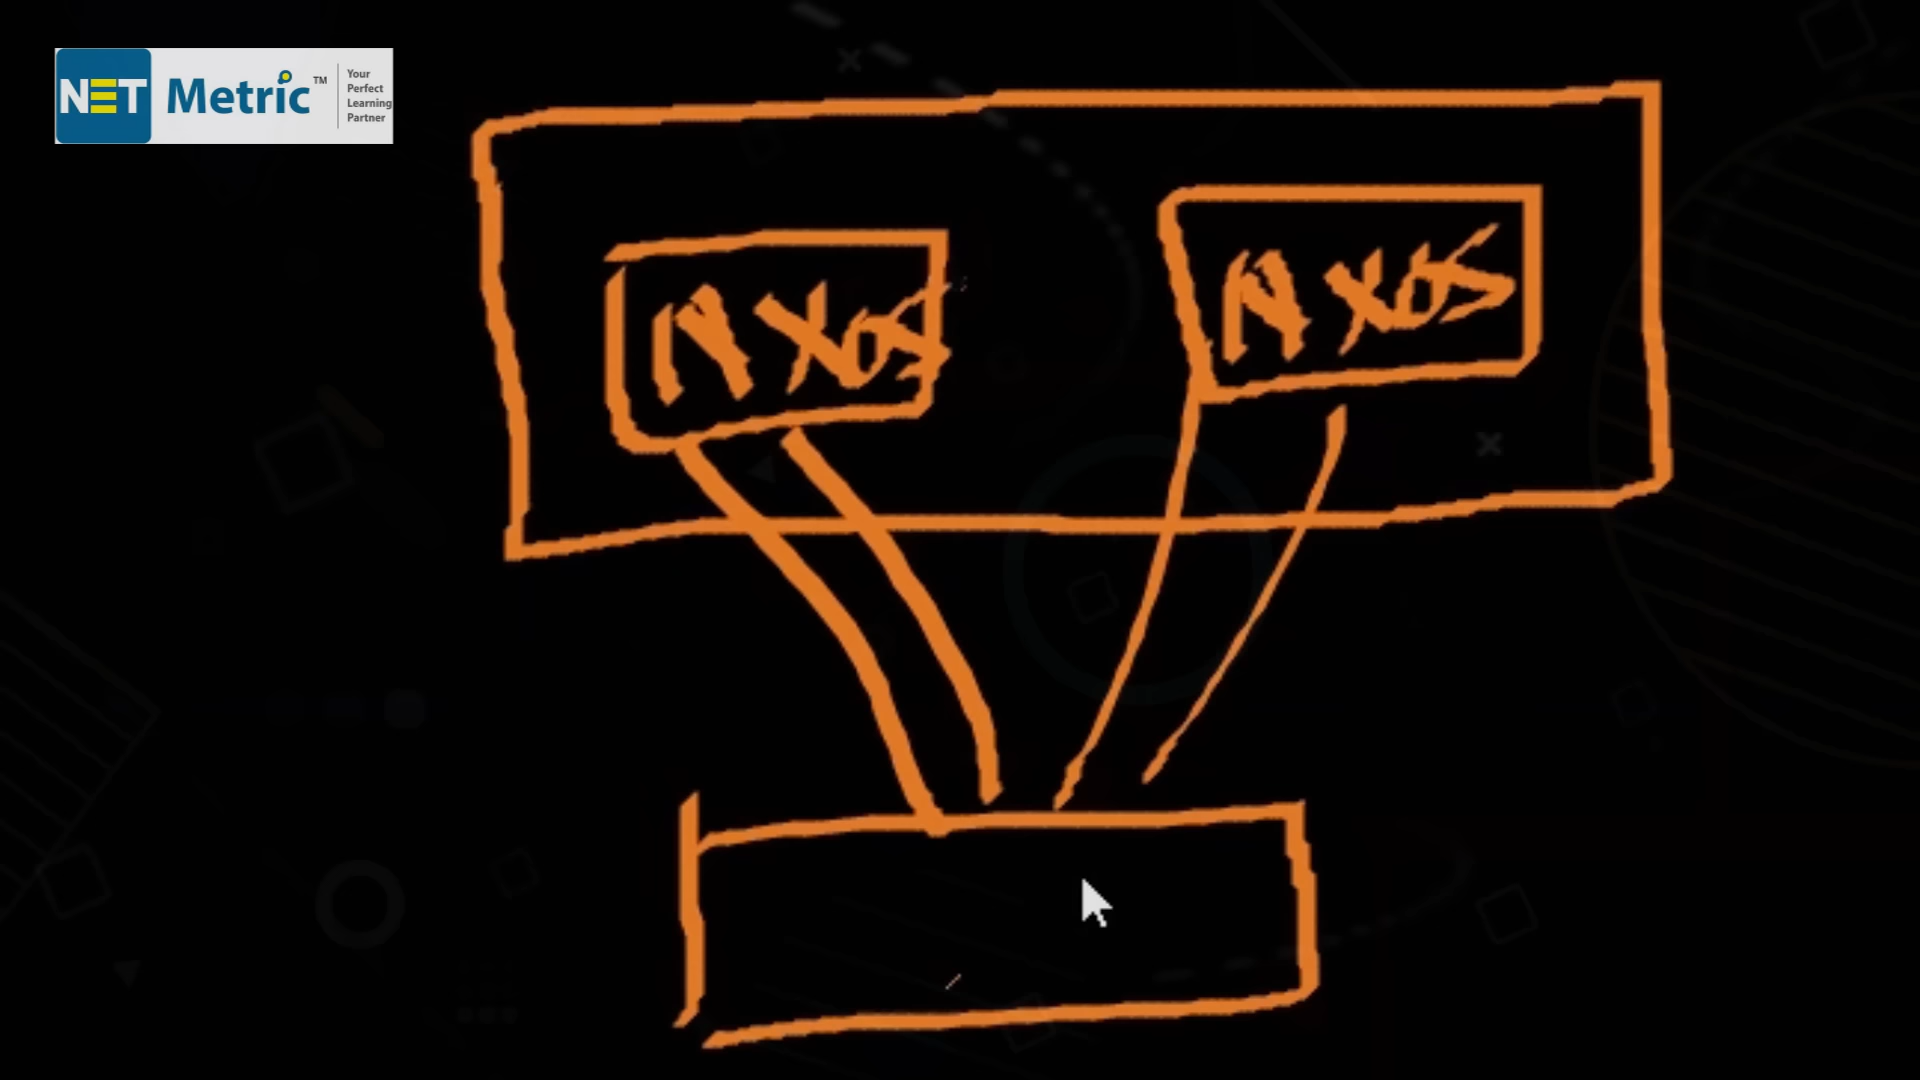 NET Metric™
Your
Perfect
Learning
Partner
NXOS
NXOS